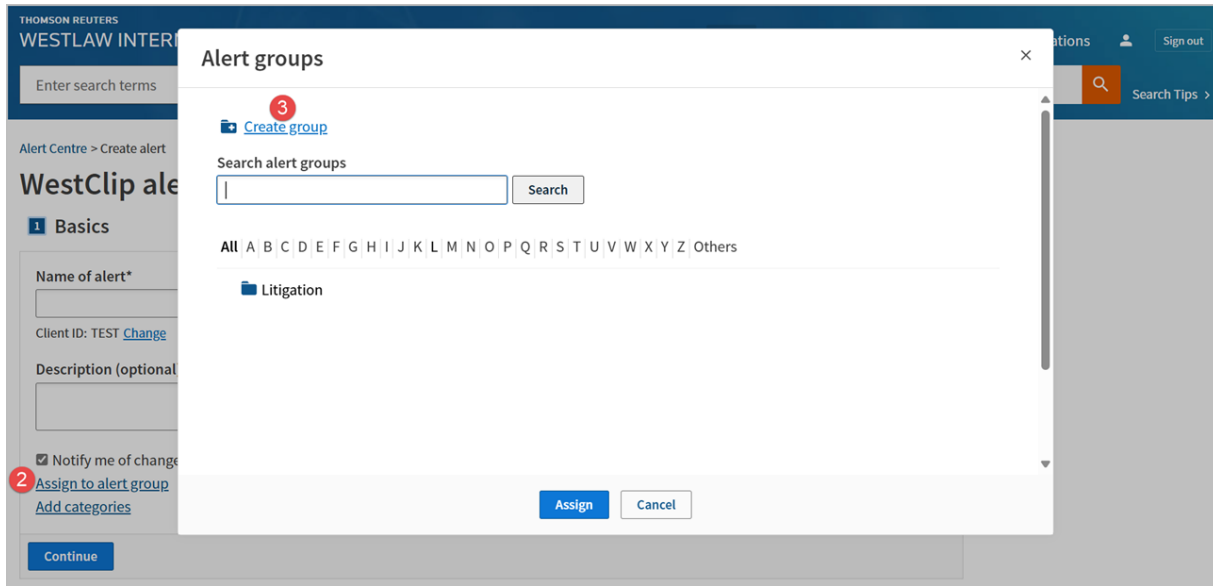 THOMSON REUTERS
WESTLAW INTER
ations
Sign out
Enter search terms
Search Tips >
Alert groups
×
3
Create group
Search alert groups
Search
All A B C D E F G H I J K L M N O P Q R S T U V W X Y Z Others
Litigation
Assign
Cancel
Alert Centre > Create alert
WestClip ale
1 Basics
Name of alert*
Client ID: TEST Change
Description (optional
Notify me of change
2
Assign to alert group
Add categories
Continue